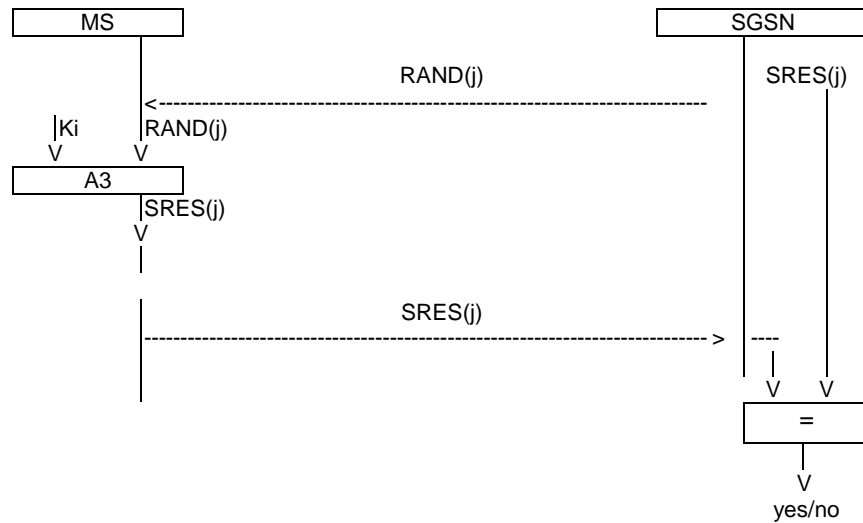 MS SGSN
RAND(j) SRES(j)
<-----------------------------------------------------------------------
Ki RAND(j)
V V
A3
SRES(j)
V
SRES(j)
----------------------------------------------------------------------------- > ----
V V
=
V
yes/no